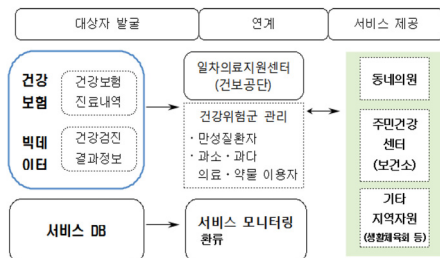 대상자 발굴
연계
서비스 제공
건강
보험
빅데
이터
건강보험
진료내역
건강검진
결과정보
일차의료지원센터
(건보공단)
건강위험군 관리
· 만성질환자
· 과소 · 과다
의료 · 약물 이용자
동네의원
주민건강
센터
(보건소)
기타
지역자원
(생활체육회 등)
서비스 DB
서비스 모니터링
환류